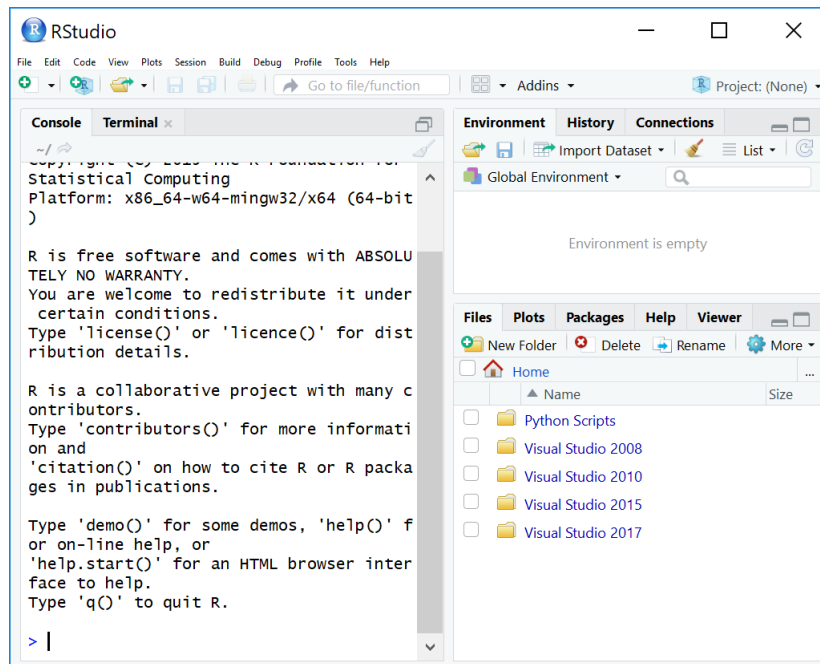 RStudio
File Edit Code View Plots Session Build Debug Profile Tools Help
Go to file/function Addins Project: (None)
Console Terminal
~/
Statistical Computing
Platform: x86_64-w64-mingw32/x64 (64-bit
)
R is free software and comes with ABSOLU
TELY NO WARRANTY.
You are welcome to redistribute it under
certain conditions.
Type 'license()' or 'licence()' for dist
ribution details.
R is a collaborative project with many c
ontributors.
Type 'contributors()' for more informati
on and
'citation()' on how to cite R or R packa
ges in publications.
Type 'demo()' for some demos, 'help()' f
or on-line help, or
'help.start()' for an HTML browser inter
face to help.
Type 'q()' to quit R.
>
Environment History Connections
Import Dataset List
Global Environment
Environment is empty
Files Plots Packages Help Viewer
New Folder Delete Rename More
Home ...
Name Size
Python Scripts
Visual Studio 2008
Visual Studio 2010
Visual Studio 2015
Visual Studio 2017